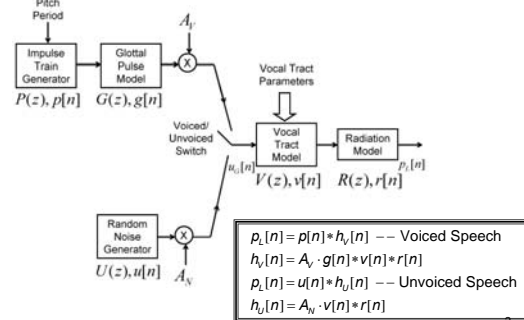 Pitch
Period
Impulse
Train
Generator
P(z), p[n]
Glottal
Pulse
Model
G(z), g[n]
A_V
X
Voiced/
Unvoiced
Switch
Vocal Tract
Parameters
u_G[n]
Vocal
Tract
Model
V(z), v[n]
Radiation
Model
R(z), r[n]
p_L[n]
Random
Noise
Generator
U(z), u[n]
X
A_N
p_L[n] = p[n] * h_V[n] −− Voiced Speech
h_V[n] = A_V · g[n] * v[n] * r[n]
p_L[n] = u[n] * h_U[n] −− Unvoiced Speech
h_U[n] = A_N · v[n] * r[n]